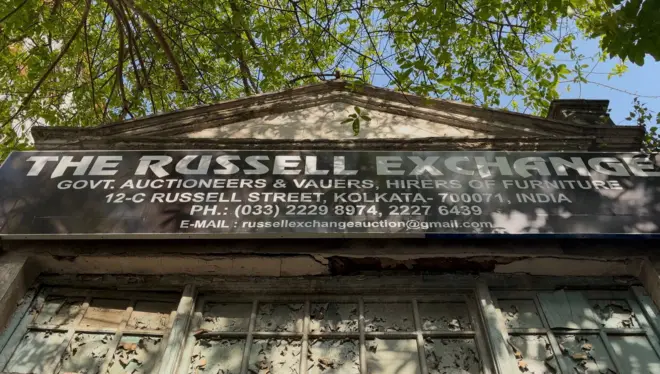 THE RUSSELL EXCHANGE
GOVT. AUCTIONEERS & VAUERS, HIRERS OF FURNITURE
12-C RUSSELL STREET, KOLKATA- 700071, INDIA
PH.: (033) 2229 8974, 2227 6439
E-MAIL : russellexchangeauction@gmail.com